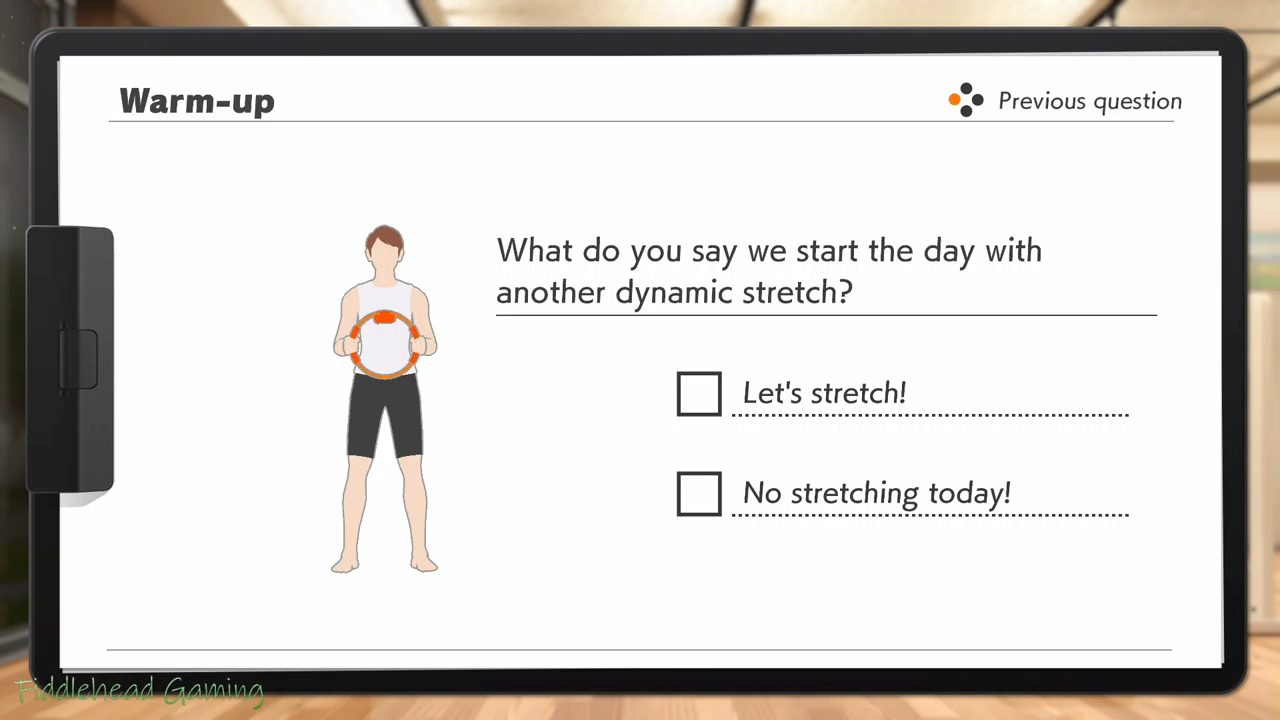 Warm-up
Previous question
What do you say we start the day with
another dynamic stretch?
Let's stretch!
No stretching today!
Fiddlehead Gaming